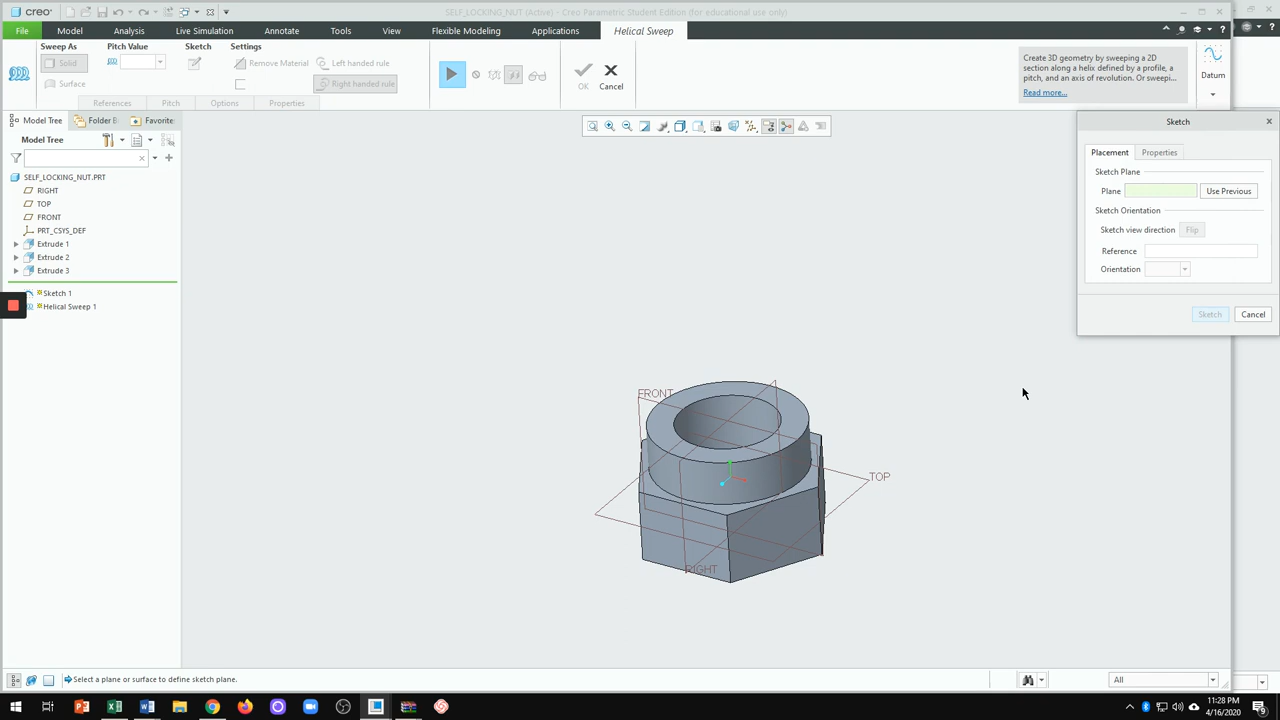 creo
SELF_LOCKING_NUT (Active) - Creo Parametric Student Edition (for educational use only)
File Model Analysis Live Simulation Annotate Tools View Flexible Modeling Applications Helical Sweep
Sweep As Pitch Value Sketch Settings
Solid
Surface
Remove Material
Left handed rule
Right handed rule
OK
Cancel
Create 3D geometry by sweeping a 2D
section along a helix defined by a profile, a
pitch, and an axis of revolution. Or sweepi...
Read more...
Datum
References Pitch Options Properties
Model Tree Folder B Favorite:
Model Tree
SELF_LOCKING_NUT.PRT
RIGHT
TOP
FRONT
PRT_CSYS_DEF
Extrude 1
Extrude 2
Extrude 3
Sketch 1
Helical Sweep 1
FRONT
TOP
RIGHT
Sketch
Placement Properties
Sketch Plane
Plane Use Previous
Sketch Orientation
Sketch view direction Flip
Reference
Orientation
Sketch Cancel
Select a plane or surface to define sketch plane.
All
11:28 PM
4/16/2020
9